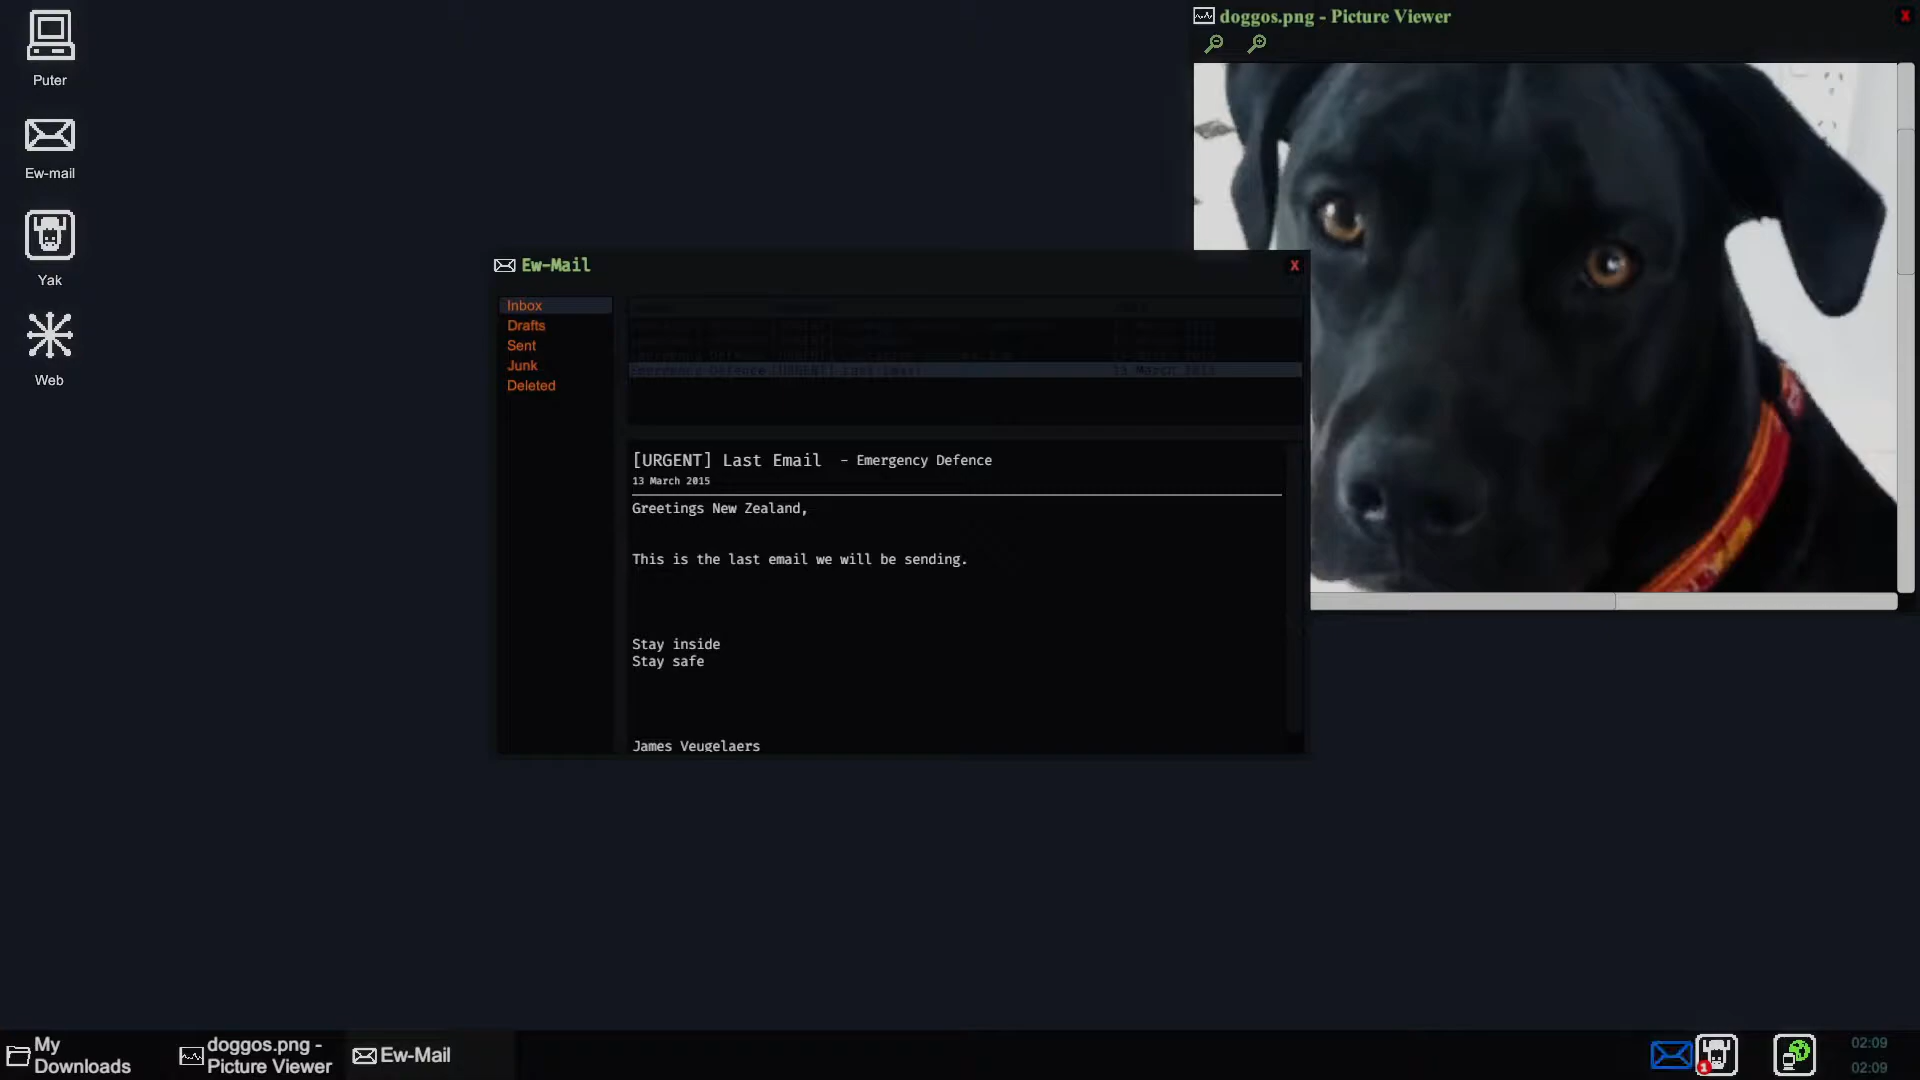 Puter
Ew-mail
Yak
Web
doggos.png - Picture Viewer
X
Ew-Mail
X
Inbox
Drafts
Sent
Junk
Deleted
[URGENT] Last Email - Emergency Defence
13 March 2015
Greetings New Zealand,
This is the last email we will be sending.
Stay inside
Stay safe
James Veugelaers
My Downloads
doggos.png - Picture Viewer
Ew-Mail
1
02:09
02:09